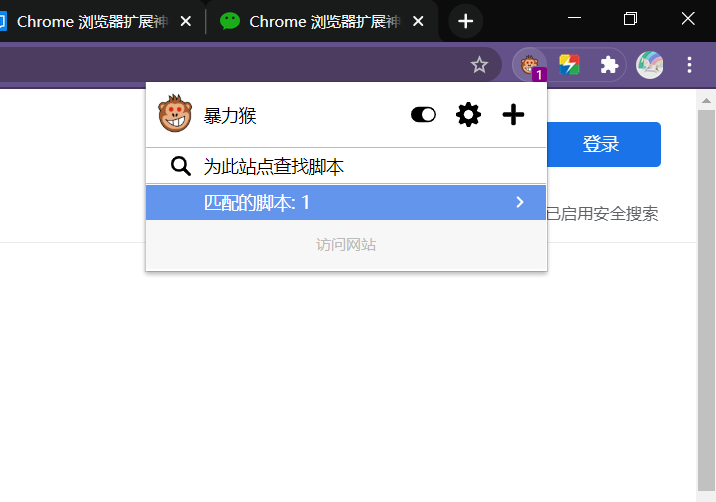 Chrome 浏览器扩展神
Chrome 浏览器扩展神
1
暴力猴
为此站点查找脚本
登录
匹配的脚本: 1
已启用安全搜索
访问网站